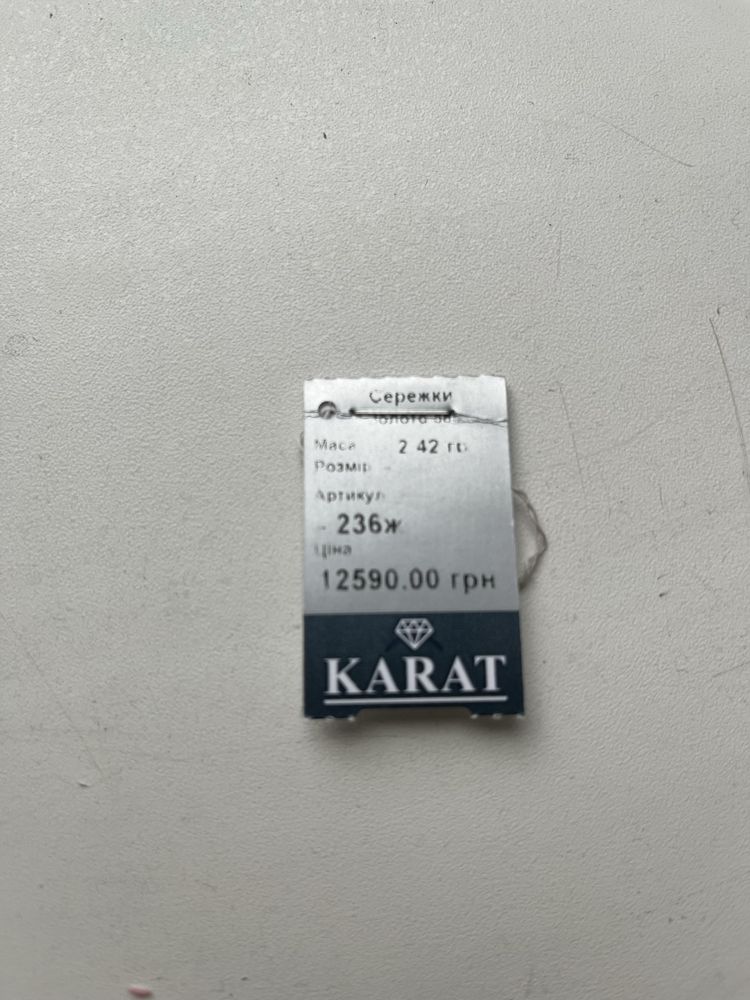 Сережки
Маса 2.42 гр
Розмір -
Артикул
- 236ж
Ціна
12590.00 грн
KARAT